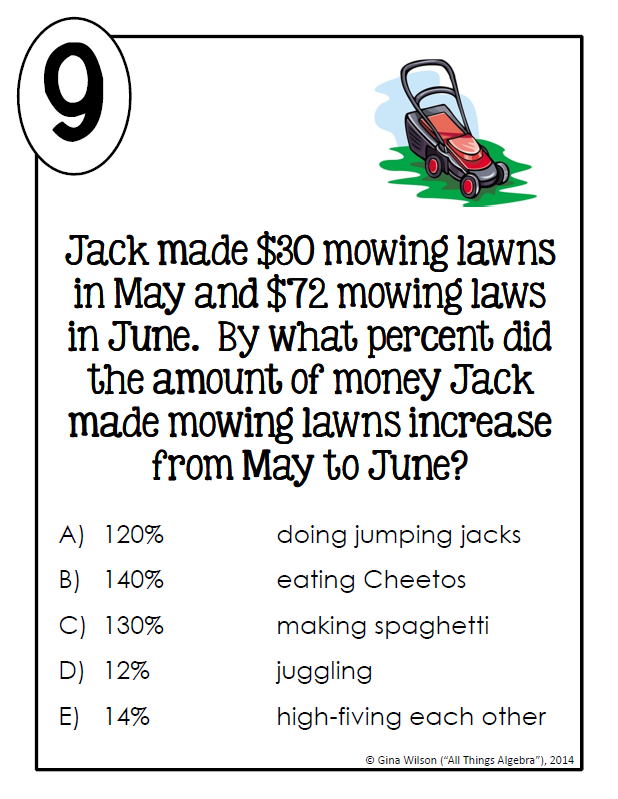 9
Jack made $30 mowing lawns
in May and $72 mowing laws
in June. By what percent did
the amount of money Jack
made mowing lawns increase
from May to June?
A) 120% doing jumping jacks
B) 140% eating Cheetos
C) 130% making spaghetti
D) 12% juggling
E) 14% high-fiving each other
© Gina Wilson ("All Things Algebra"), 2014